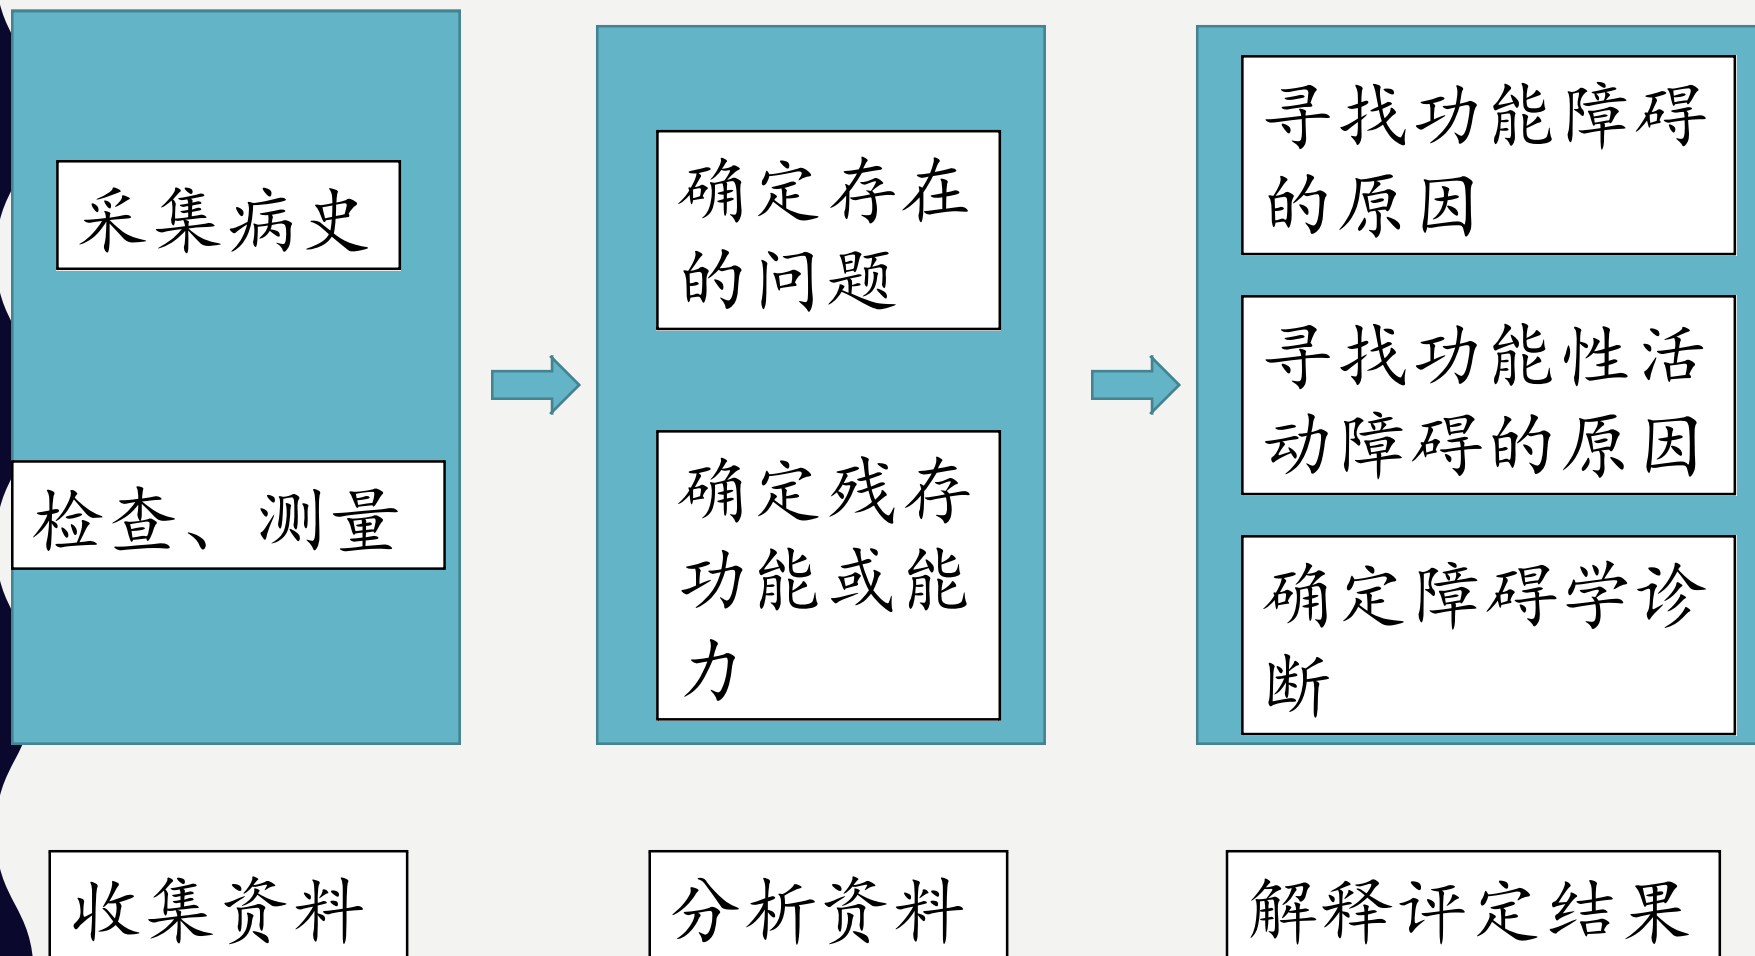 采集病史
检查、测量
确定存在
的问题
确定残存
功能或能
力
寻找功能障碍
的原因
寻找功能性活
动障碍的原因
确定障碍学诊
断
收集资料
分析资料
解释评定结果